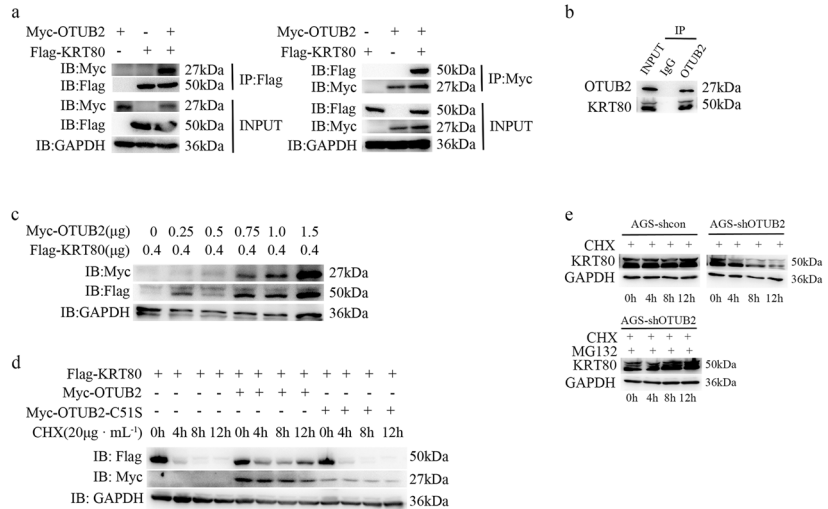 a
Myc-OTUB2 + - + Myc-OTUB2 - + +
Flag-KRT80 - + + Flag-KRT80 + - +
IB:Myc 27kDa
IB:Flag 50kDa
IP:Flag
IB:Myc 27kDa
IB:Flag 50kDa
INPUT
IB:GAPDH 36kDa
IB:Flag 50kDa
IB:Myc 27kDa
IP:Myc
IB:Flag 50kDa
IB:Myc 27kDa
INPUT
IB:GAPDH 36kDa
b
IP
INPUT IgG OTUB2
OTUB2 27kDa
KRT80 50kDa
c
Myc-OTUB2(μg) 0 0.25 0.5 0.75 1.0 1.5
Flag-KRT80(μg) 0.4 0.4 0.4 0.4 0.4 0.4
IB:Myc 27kDa
IB:Flag 50kDa
IB:GAPDH 36kDa
d
Flag-KRT80 + + + + + + + + + + + +
Myc-OTUB2 - - - - + + + + - - - -
Myc-OTUB2-C51S - - - - - - - - + + + +
CHX(20μg · mL-1) 0h 4h 8h 12h 0h 4h 8h 12h 0h 4h 8h 12h
IB: Flag 50kDa
IB: Myc 27kDa
IB: GAPDH 36kDa
e
AGS-shcon AGS-shOTUB2
CHX + + + + + + + +
KRT80 50kDa
GAPDH 36kDa
0h 4h 8h 12h 0h 4h 8h 12h
AGS-shOTUB2
CHX + + + +
MG132 + + + +
KRT80 50kDa
GAPDH 36kDa
0h 4h 8h 12h